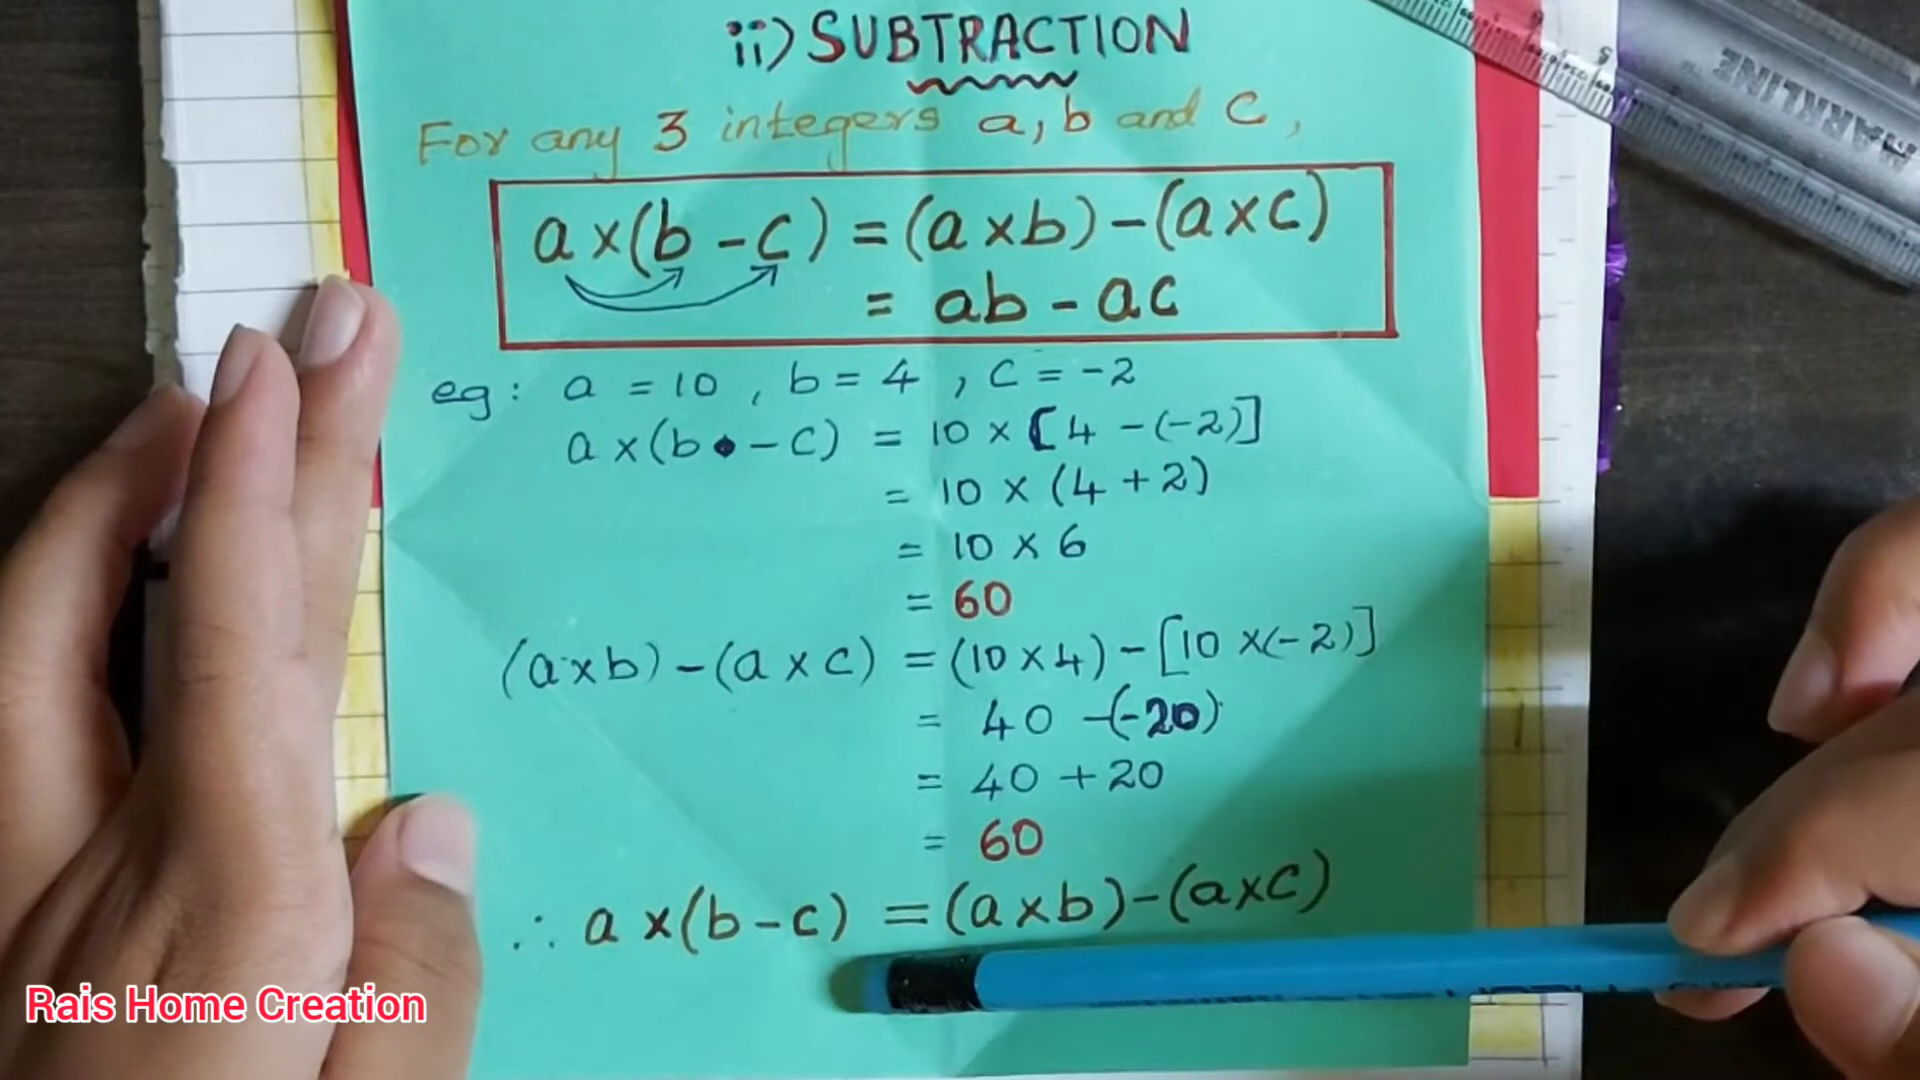 ii) SUBTRACTION
For any 3 integers a, b and c,
a × (b - c) = (a × b) - (a × c)
= ab - ac
eg: a = 10, b = 4, c = -2
a × (b - c) = 10 × [4 - (-2)]
= 10 × (4 + 2)
= 10 × 6
= 60
(a × b) - (a × c) = (10 × 4) - [10 × (-2)]
= 40 - (-20)
= 40 + 20
= 60
∴ a × (b - c) = (a × b) - (a × c)
Rais Home Creation